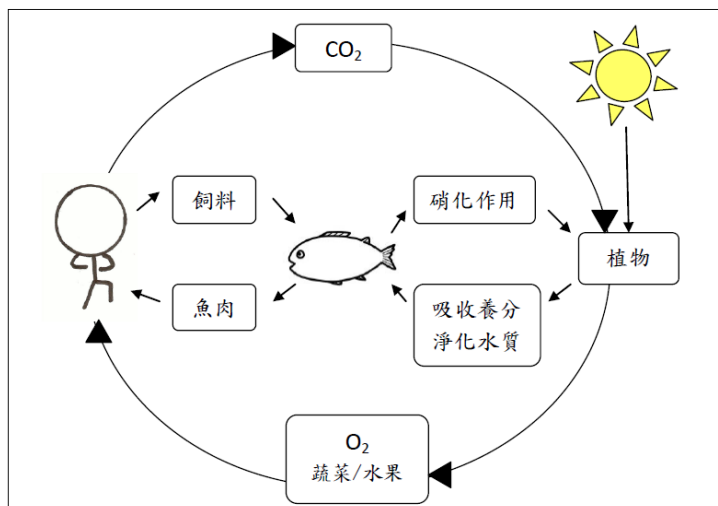 CO₂
飼料
硝化作用
植物
魚肉
吸收養分
淨化水質
O₂
蔬菜/水果